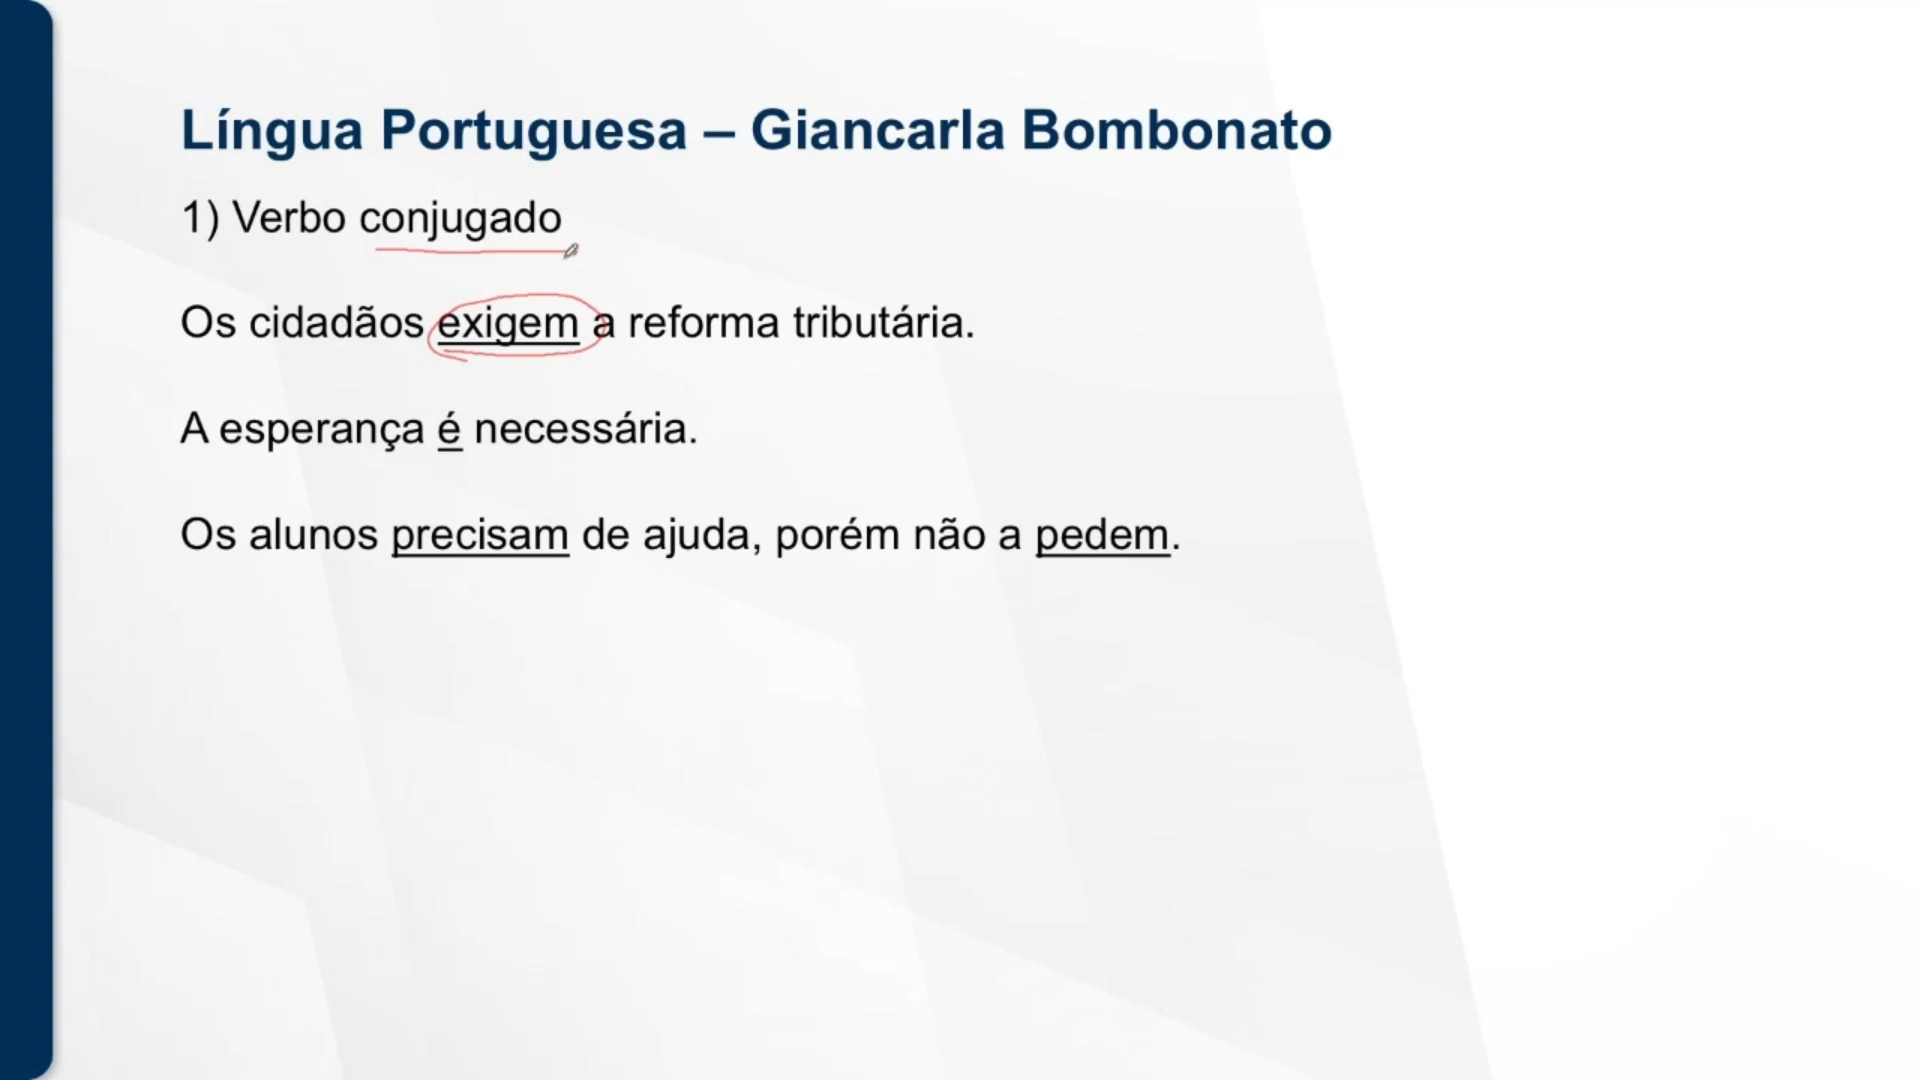 Língua Portuguesa – Giancarla Bombonato
1) Verbo conjugado
Os cidadãos exigem a reforma tributária.
A esperança é necessária.
Os alunos precisam de ajuda, porém não a pedem.